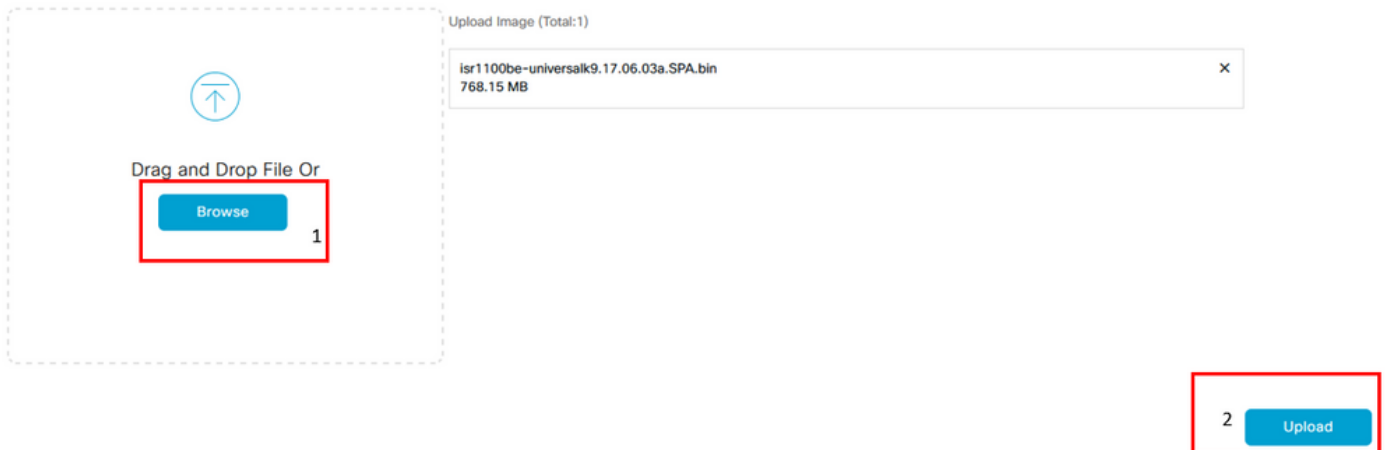 Upload Image (Total:1)
isr1100be-universalk9.17.06.03a.SPA.bin
768.15 MB
×
Drag and Drop File Or
Browse
1
2
Upload